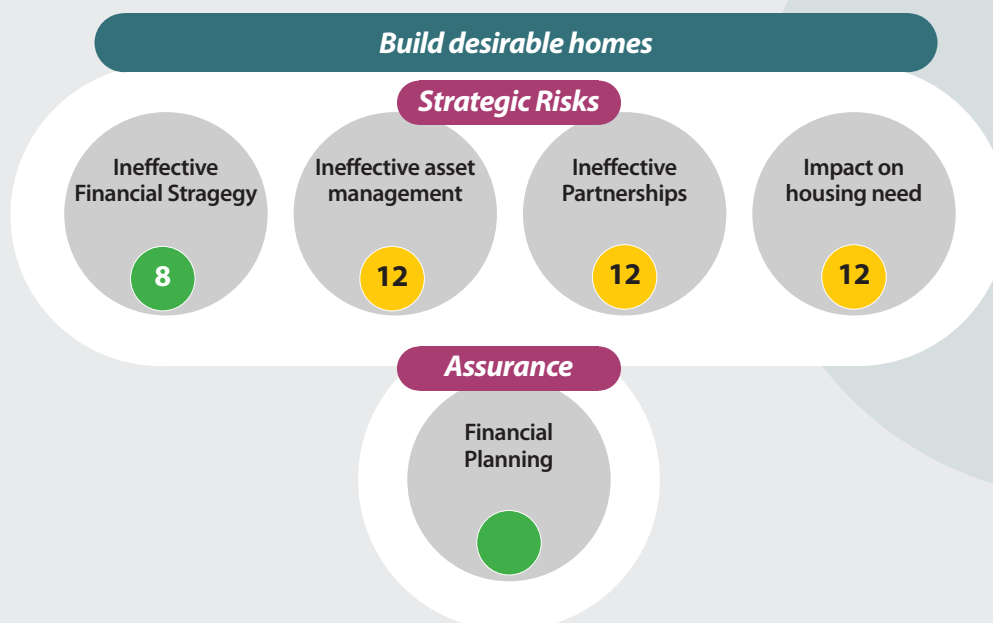 Build desirable homes
Strategic Risks
Ineffective
Financial Stragegy
8
Ineffective asset
management
12
Ineffective
Partnerships
12
Impact on
housing need
12
Assurance
Financial
Planning